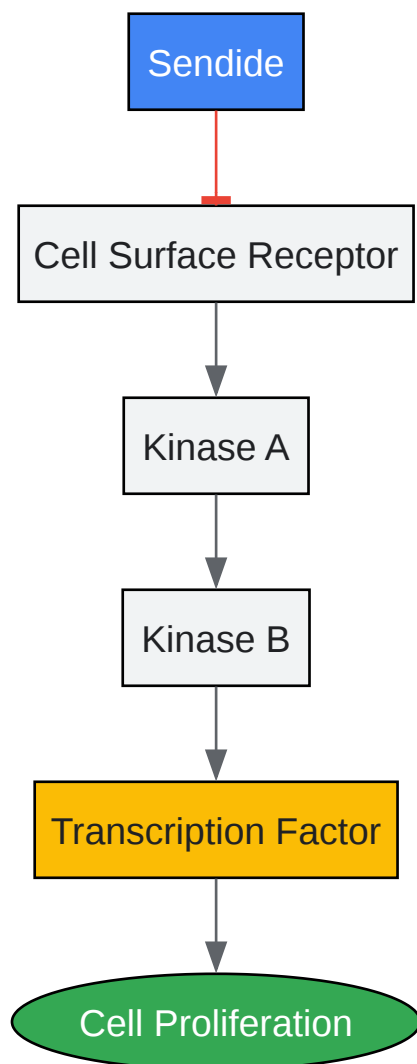 Sendide
Cell Surface Receptor
Kinase A
Kinase B
Transcription Factor
Cell Proliferation